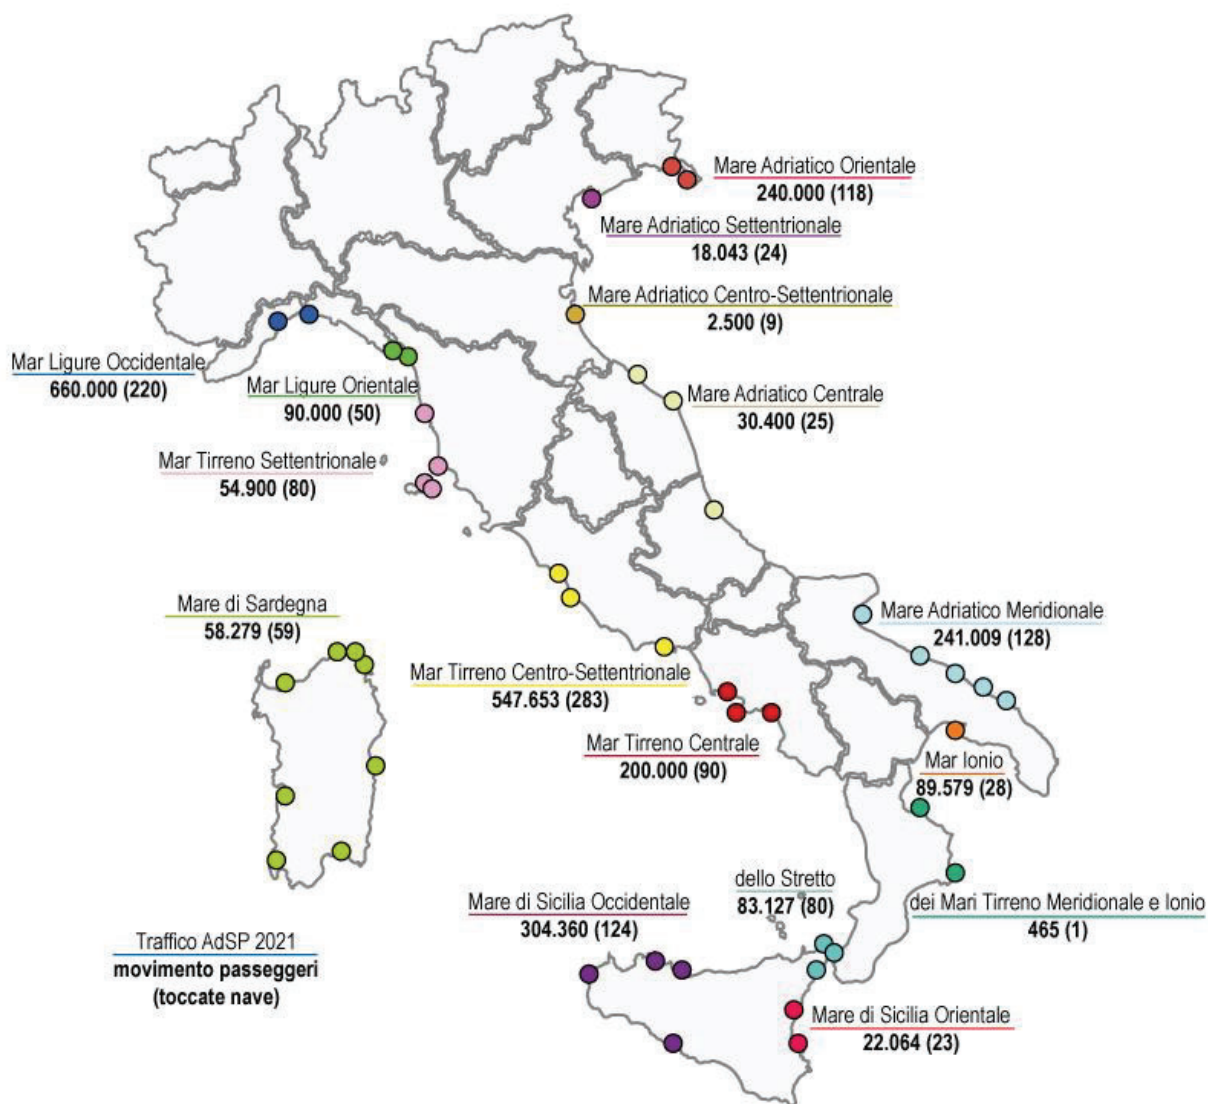 Mare Adriatico Orientale
240.000 (118)
Mare Adriatico Settentrionale
18.043 (24)
Mare Adriatico Centro-Settentrionale
2.500 (9)
Mar Ligure Occidentale
660.000 (220)
Mar Ligure Orientale
90.000 (50)
Mare Adriatico Centrale
30.400 (25)
Mar Tirreno Settentrionale
54.900 (80)
Mare di Sardegna
58.279 (59)
Mare Adriatico Meridionale
241.009 (128)
Mar Tirreno Centro-Settentrionale
547.653 (283)
Mar Tirreno Centrale
200.000 (90)
Mar Ionio
89.579 (28)
dello Stretto
83.127 (80)
Mare di Sicilia Occidentale
304.360 (124)
dei Mari Tirreno Meridionale e Ionio
465 (1)
Traffico AdSP 2021
movimento passeggeri
(toccate nave)
Mare di Sicilia Orientale
22.064 (23)